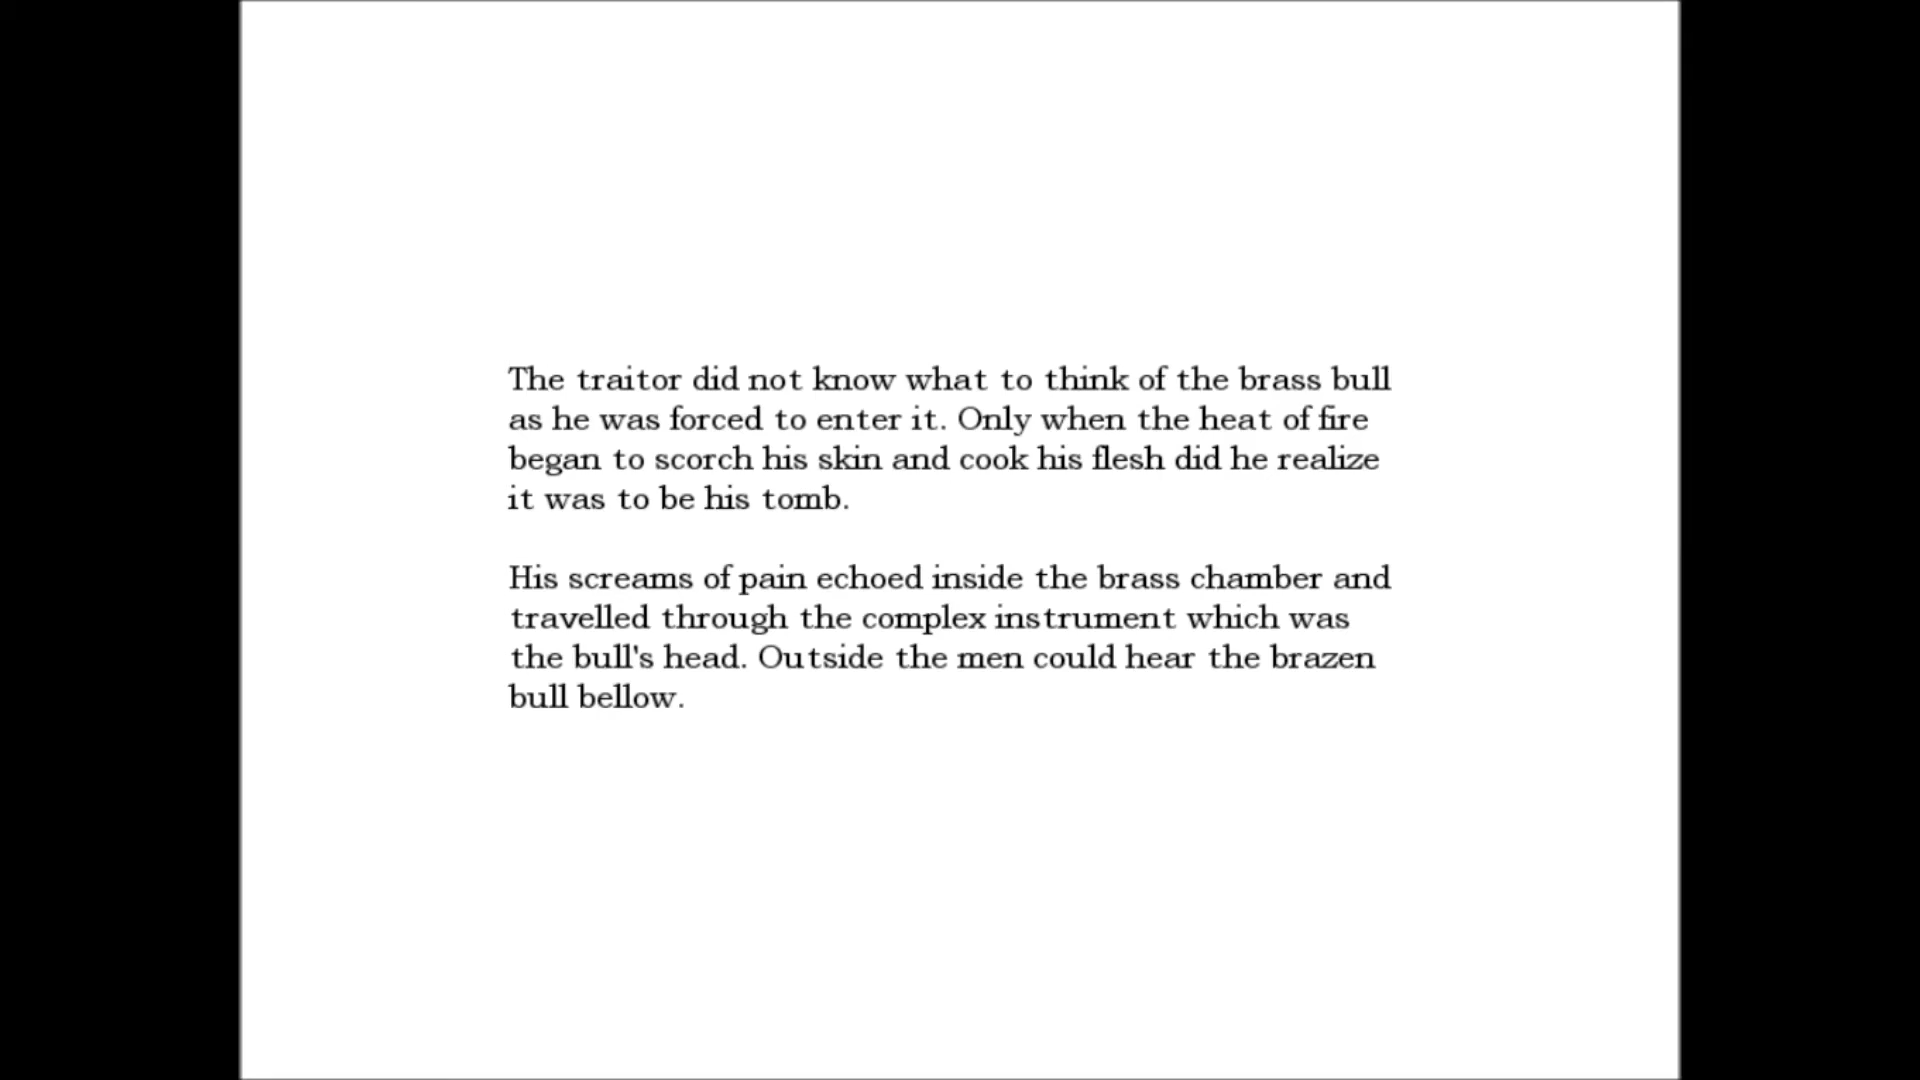 The traitor did not know what to think of the brass bull
as he was forced to enter it. Only when the heat of fire
began to scorch his skin and cook his flesh did he realize
it was to be his tomb.
His screams of pain echoed inside the brass chamber and
travelled through the complex instrument which was
the bull's head. Outside the men could hear the brazen
bull bellow.